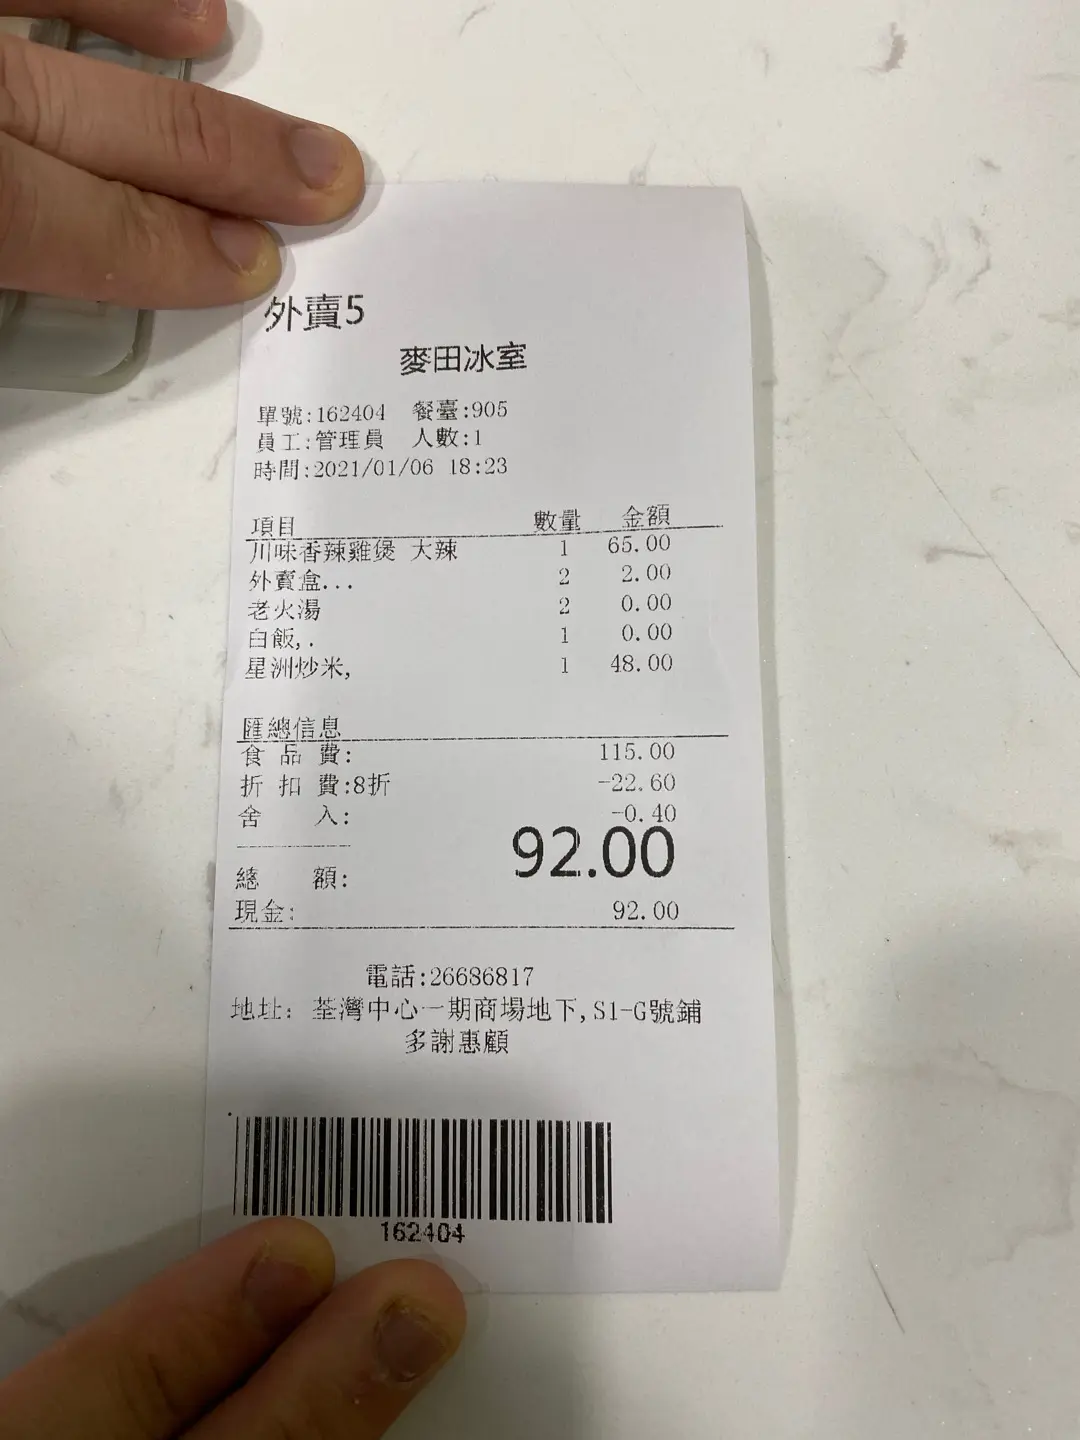 外賣5
麥田冰室
單號:162404 餐臺:905
員工:管理員 人數:1
時間:2021/01/06 18:23
項目 數量 金額
川味香辣雞煲 大辣 1 65.00
外賣盒... 2 2.00
老火湯 2 0.00
白飯,. 1 0.00
星洲炒米, 1 48.00
匯總信息
食品費: 115.00
折扣費:8折 -22.60
舍入: -0.40
總額: 92.00
現金: 92.00
電話:26686817
地址: 荃灣中心一期商場地下,S1-G號鋪
多謝惠顧
162404